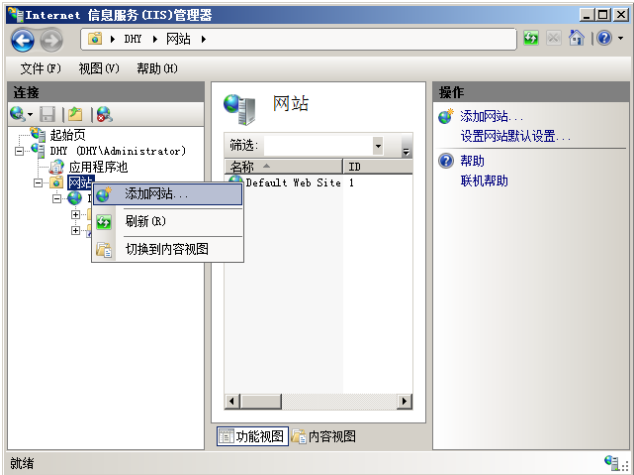 Internet 信息服务(IIS)管理器
DHY 网站
文件(F) 视图(V) 帮助(H)
连接
起始页
DHY (DHY\Administrator)
应用程序池
网站
添加网站...
刷新(R)
切换到内容视图
网站
筛选:
名称 ID
Default Web Site 1
功能视图 内容视图
操作
添加网站...
设置网站默认设置...
帮助
联机帮助
就绪